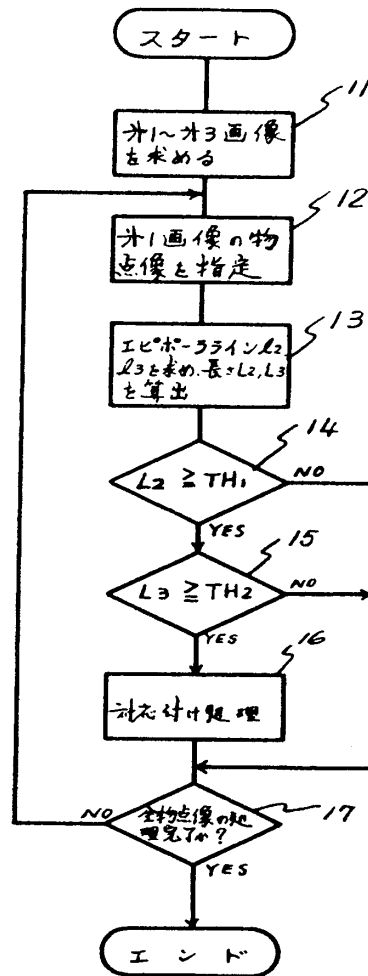 スタート
11
才1～才3画像
を求める
12
才1画像の物
点像を指定
13
エピポーララインl2
l3を求め、長さL2,L3
を算出
14
L2 ≧ TH1
NO
YES
15
L3 ≧ TH2
NO
YES
16
対応付け処理
17
全物点像の処
理完了か?
NO
YES
エンド